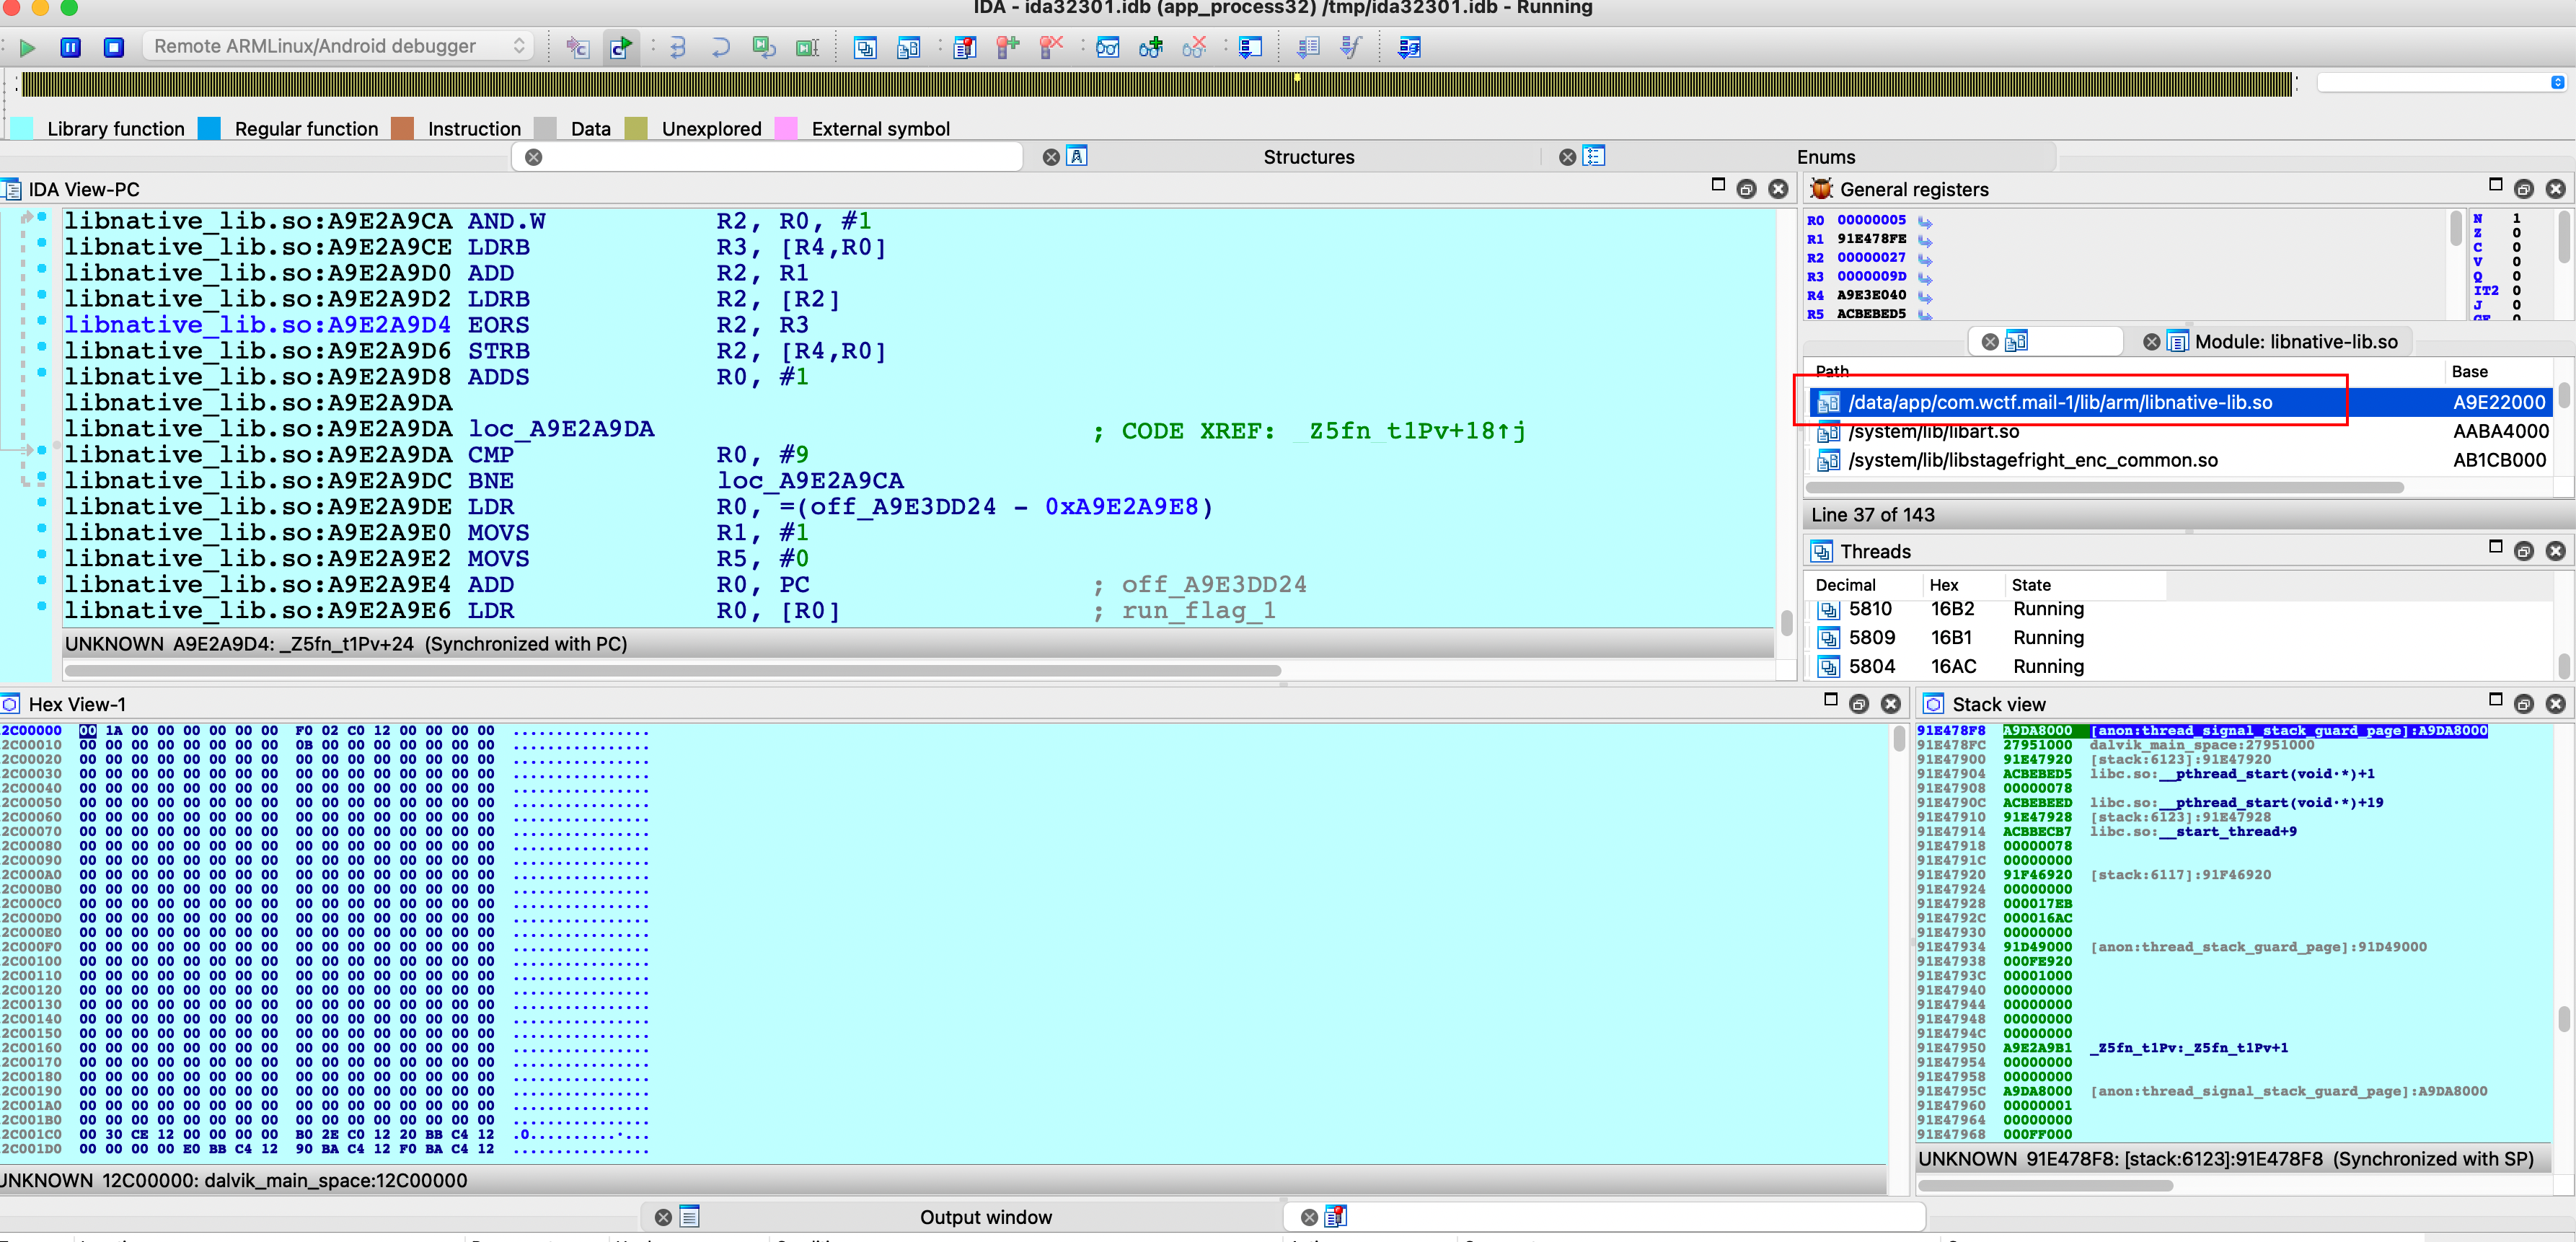 IDA - ida32301.idb (app_process32) /tmp/ida32301.idb - Running
Remote ARMLinux/Android debugger
Library function Regular function Instruction Data Unexplored External symbol
Structures Enums
IDA View-PC
libnative_lib.so:A9E2A9CA AND.W R2, R0, #1
libnative_lib.so:A9E2A9CE LDRB R3, [R4,R0]
libnative_lib.so:A9E2A9D0 ADD R2, R1
libnative_lib.so:A9E2A9D2 LDRB R2, [R2]
libnative_lib.so:A9E2A9D4 EORS R2, R3
libnative_lib.so:A9E2A9D6 STRB R2, [R4,R0]
libnative_lib.so:A9E2A9D8 ADDS R0, #1
libnative_lib.so:A9E2A9DA
libnative_lib.so:A9E2A9DA loc_A9E2A9DA ; CODE XREF: _Z5fn_t1Pv+18↑j
libnative_lib.so:A9E2A9DA CMP R0, #9
libnative_lib.so:A9E2A9DC BNE loc_A9E2A9CA
libnative_lib.so:A9E2A9DE LDR R0, =(off_A9E3DD24 - 0xA9E2A9E8)
libnative_lib.so:A9E2A9E0 MOVS R1, #1
libnative_lib.so:A9E2A9E2 MOVS R5, #0
libnative_lib.so:A9E2A9E4 ADD R0, PC ; off_A9E3DD24
libnative_lib.so:A9E2A9E6 LDR R0, [R0] ; run_flag_1
UNKNOWN A9E2A9D4: _Z5fn_t1Pv+24 (Synchronized with PC)
General registers
R0 00000005
R1 91E478FE
R2 00000027
R3 0000009D
R4 A9E3E040
R5 ACBEBED5
N 1
Z 0
C 0
V 0
Q 0
IT2 0
J 0
Module: libnative-lib.so
Path Base
/data/app/com.wctf.mail-1/lib/arm/libnative-lib.so A9E22000
/system/lib/libart.so AABA4000
/system/lib/libstagefright_enc_common.so AB1CB000
Line 37 of 143
Threads
Decimal Hex State
5810 16B2 Running
5809 16B1 Running
5804 16AC Running
Hex View-1
2C00000 00 1A 00 00 00 00 00 00 F0 02 C0 12 00 00 00 00 ................
2C00010 00 00 00 00 00 00 00 00 0B 00 00 00 00 00 00 00 ................
2C00020 00 00 00 00 00 00 00 00 00 00 00 00 00 00 00 00 ................
2C00030 00 00 00 00 00 00 00 00 00 00 00 00 00 00 00 00 ................
2C00040 00 00 00 00 00 00 00 00 00 00 00 00 00 00 00 00 ................
2C00050 00 00 00 00 00 00 00 00 00 00 00 00 00 00 00 00 ................
2C00060 00 00 00 00 00 00 00 00 00 00 00 00 00 00 00 00 ................
2C00070 00 00 00 00 00 00 00 00 00 00 00 00 00 00 00 00 ................
2C00080 00 00 00 00 00 00 00 00 00 00 00 00 00 00 00 00 ................
2C00090 00 00 00 00 00 00 00 00 00 00 00 00 00 00 00 00 ................
2C000A0 00 00 00 00 00 00 00 00 00 00 00 00 00 00 00 00 ................
2C000B0 00 00 00 00 00 00 00 00 00 00 00 00 00 00 00 00 ................
2C000C0 00 00 00 00 00 00 00 00 00 00 00 00 00 00 00 00 ................
2C000D0 00 00 00 00 00 00 00 00 00 00 00 00 00 00 00 00 ................
2C000E0 00 00 00 00 00 00 00 00 00 00 00 00 00 00 00 00 ................
2C000F0 00 00 00 00 00 00 00 00 00 00 00 00 00 00 00 00 ................
2C00100 00 00 00 00 00 00 00 00 00 00 00 00 00 00 00 00 ................
2C00110 00 00 00 00 00 00 00 00 00 00 00 00 00 00 00 00 ................
2C00120 00 00 00 00 00 00 00 00 00 00 00 00 00 00 00 00 ................
2C00130 00 00 00 00 00 00 00 00 00 00 00 00 00 00 00 00 ................
2C00140 00 00 00 00 00 00 00 00 00 00 00 00 00 00 00 00 ................
2C00150 00 00 00 00 00 00 00 00 00 00 00 00 00 00 00 00 ................
2C00160 00 00 00 00 00 00 00 00 00 00 00 00 00 00 00 00 ................
2C00170 00 00 00 00 00 00 00 00 00 00 00 00 00 00 00 00 ................
2C00180 00 00 00 00 00 00 00 00 00 00 00 00 00 00 00 00 ................
2C00190 00 00 00 00 00 00 00 00 00 00 00 00 00 00 00 00 ................
2C001A0 00 00 00 00 00 00 00 00 00 00 00 00 00 00 00 00 ................
2C001B0 00 00 00 00 00 00 00 00 00 00 00 00 00 00 00 00 ................
2C001C0 00 30 CE 12 00 00 00 00 B0 2E C0 12 20 BB C4 12 .0..............
2C001D0 00 00 00 00 E0 BB C4 12 90 BA C4 12 F0 BA C4 12 ................
UNKNOWN 12C00000: dalvik_main_space:12C00000
Stack view
91E478F8 A9DA8000 [anon:thread_signal_stack_guard_page]:A9DA8000
91E478FC 27951000 dalvik_main_space:27951000
91E47900 91E47920 [stack:6123]:91E47920
91E47904 ACBEBED5 libc.so:__pthread_start(void·*)+1
91E47908 00000078
91E4790C ACBEBEED libc.so:__pthread_start(void·*)+19
91E47910 91E47928 [stack:6123]:91E47928
91E47914 ACBBECB7 libc.so:__start_thread+9
91E47918 00000078
91E4791C 00000000
91E47920 91F46920 [stack:6117]:91F46920
91E47924 00000000
91E47928 000017EB
91E4792C 000016AC
91E47930 00000000
91E47934 91D49000 [anon:thread_stack_guard_page]:91D49000
91E47938 000FE920
91E4793C 00001000
91E47940 00000000
91E47944 00000000
91E47948 00000000
91E4794C 00000000
91E47950 A9E2A9B1 _Z5fn_t1Pv:_Z5fn_t1Pv+1
91E47954 00000000
91E47958 00000000
91E4795C A9DA8000 [anon:thread_signal_stack_guard_page]:A9DA8000
91E47960 00000001
91E47964 00000000
91E47968 000FF000
UNKNOWN 91E478F8: [stack:6123]:91E478F8 (Synchronized with SP)
Output window